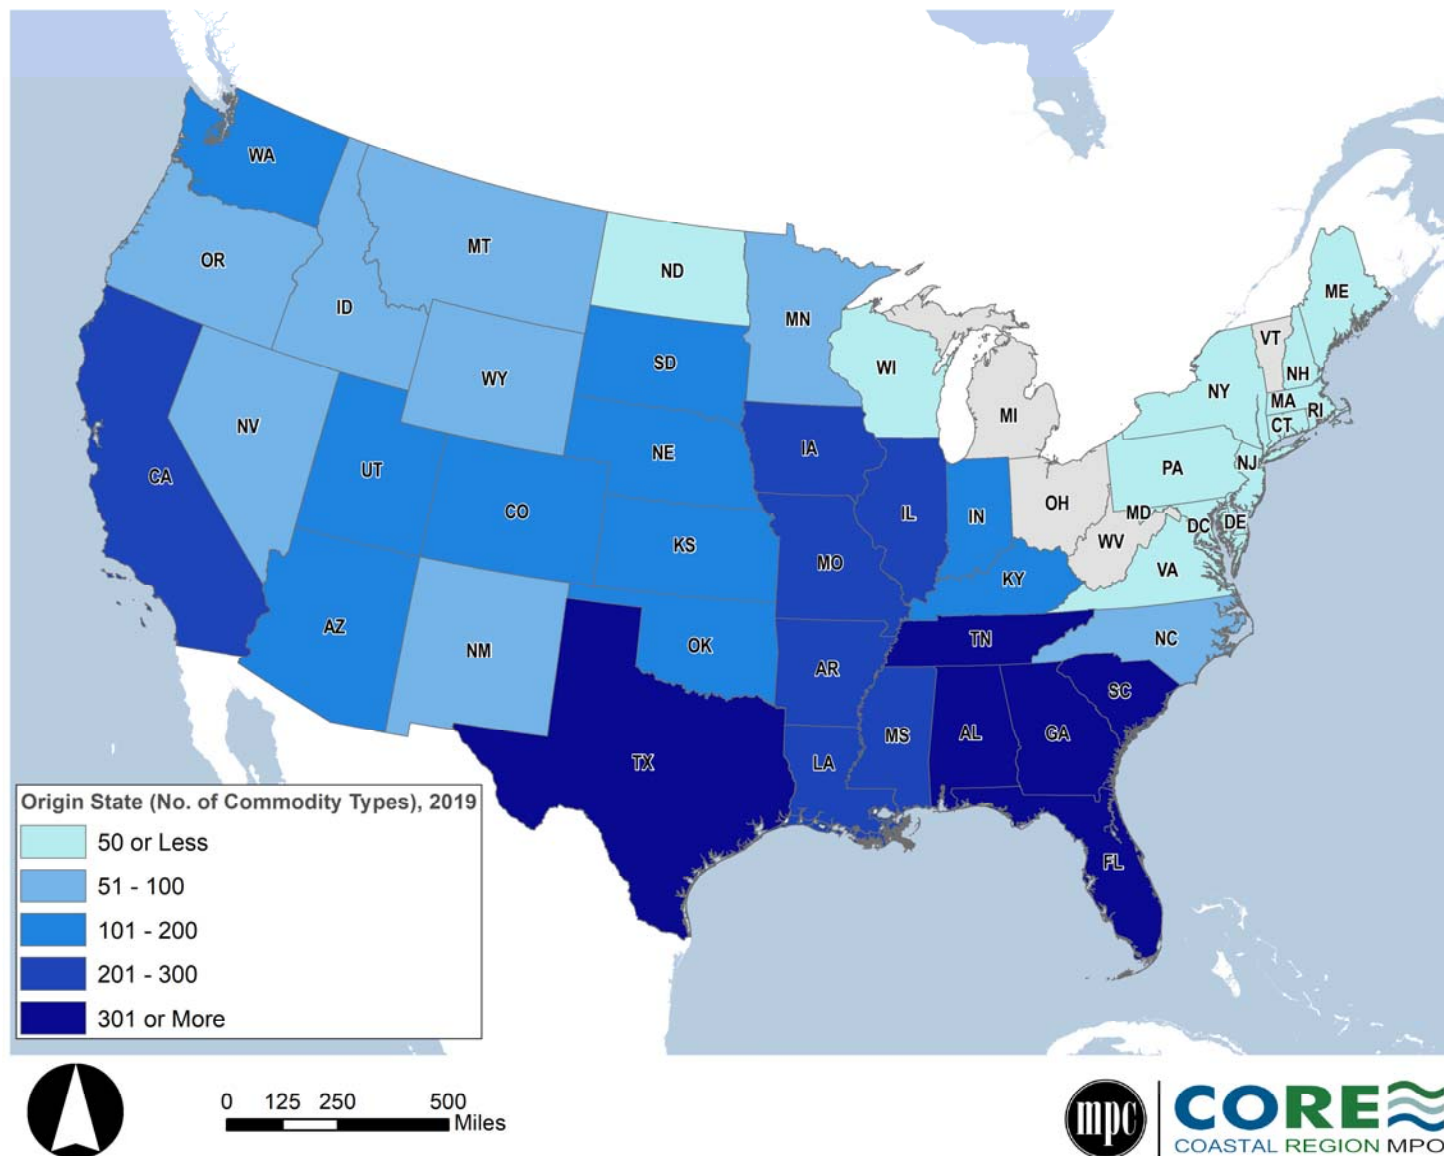 WA
OR
ID
MT
ND
MN
WI
MI
ME
VT
NH
NY
MA
RI
CT
SD
WY
NV
CA
UT
CO
NE
IA
IL
IN
OH
PA
NJ
MD
DC
DE
WV
VA
KS
MO
KY
AZ
NM
OK
AR
TN
NC
SC
TX
LA
MS
AL
GA
FL
Origin State (No. of Commodity Types), 2019
50 or Less
51 - 100
101 - 200
201 - 300
301 or More
0 125 250 500
Miles
mpc
CORE
COASTAL REGION MPO